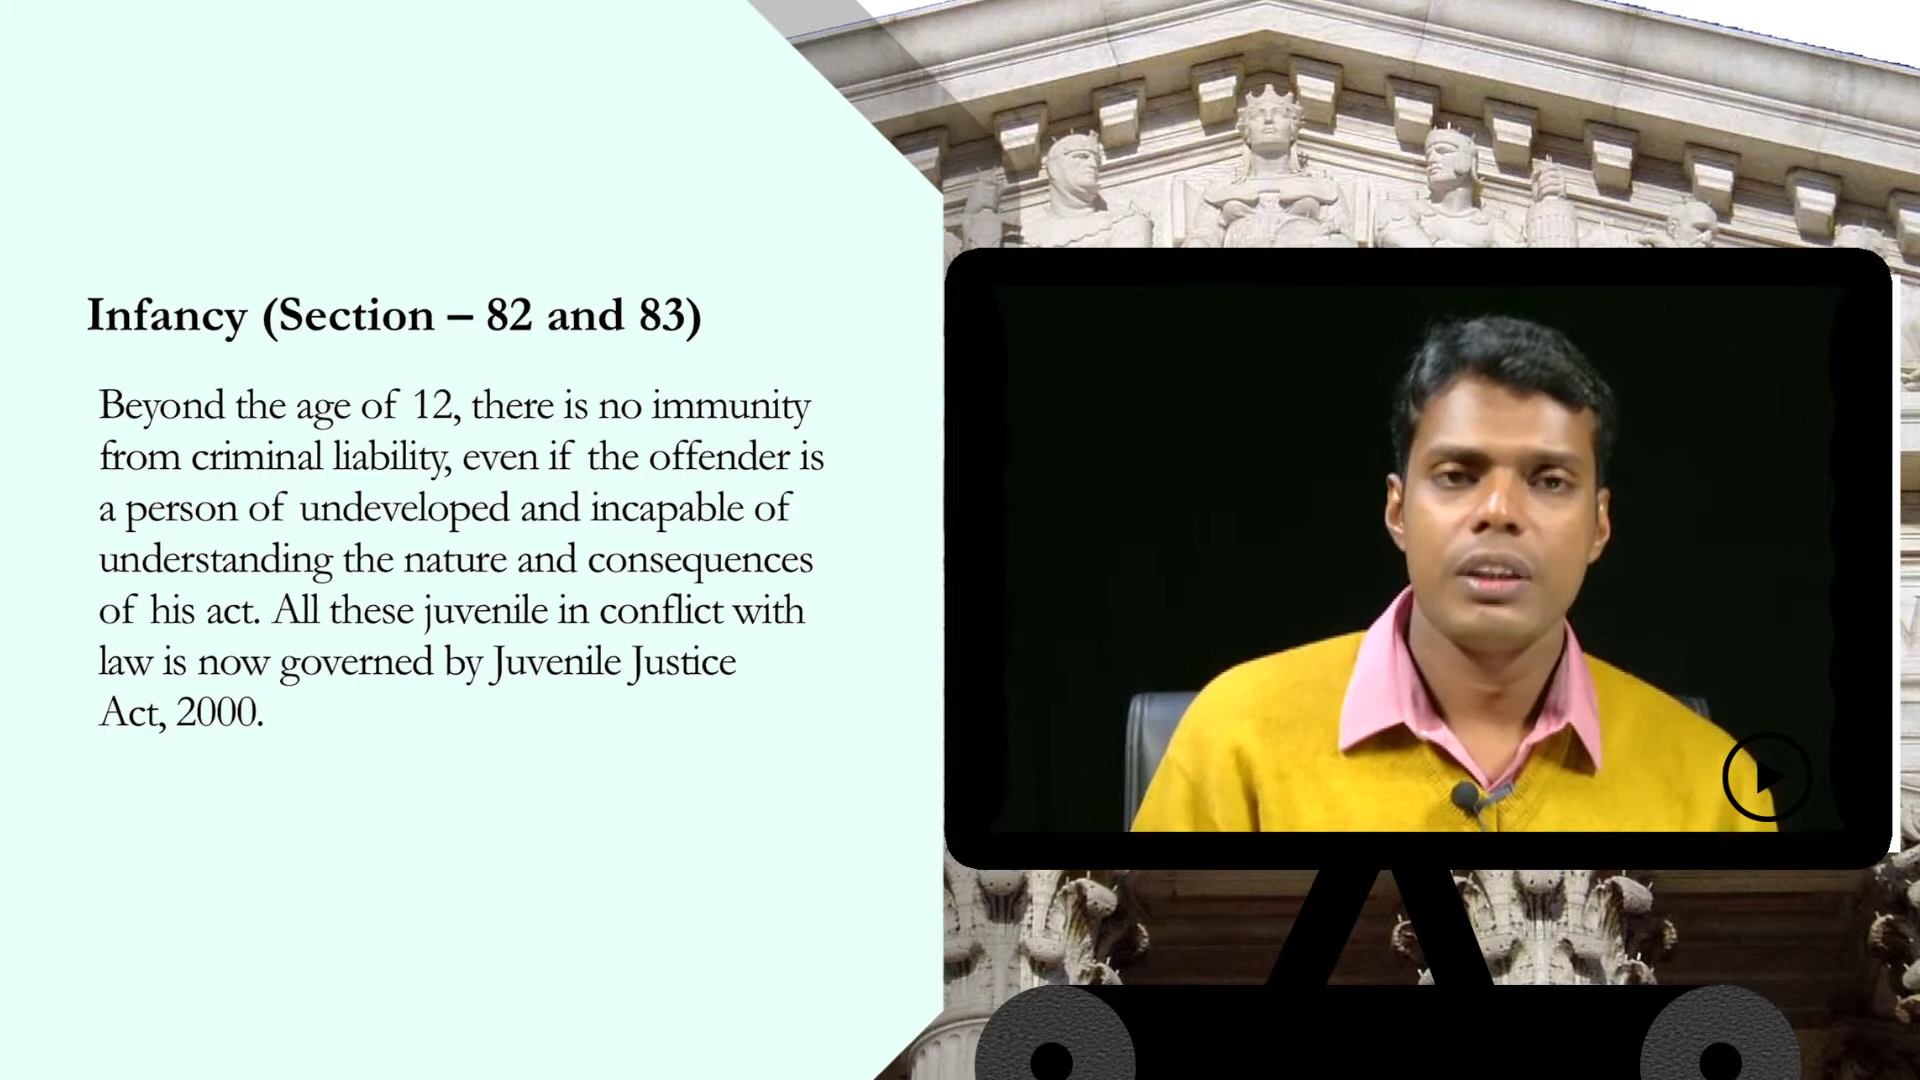 Infancy (Section – 82 and 83)
Beyond the age of 12, there is no immunity
from criminal liability, even if the offender is
a person of undeveloped and incapable of
understanding the nature and consequences
of his act. All these juvenile in conflict with
law is now governed by Juvenile Justice
Act, 2000.